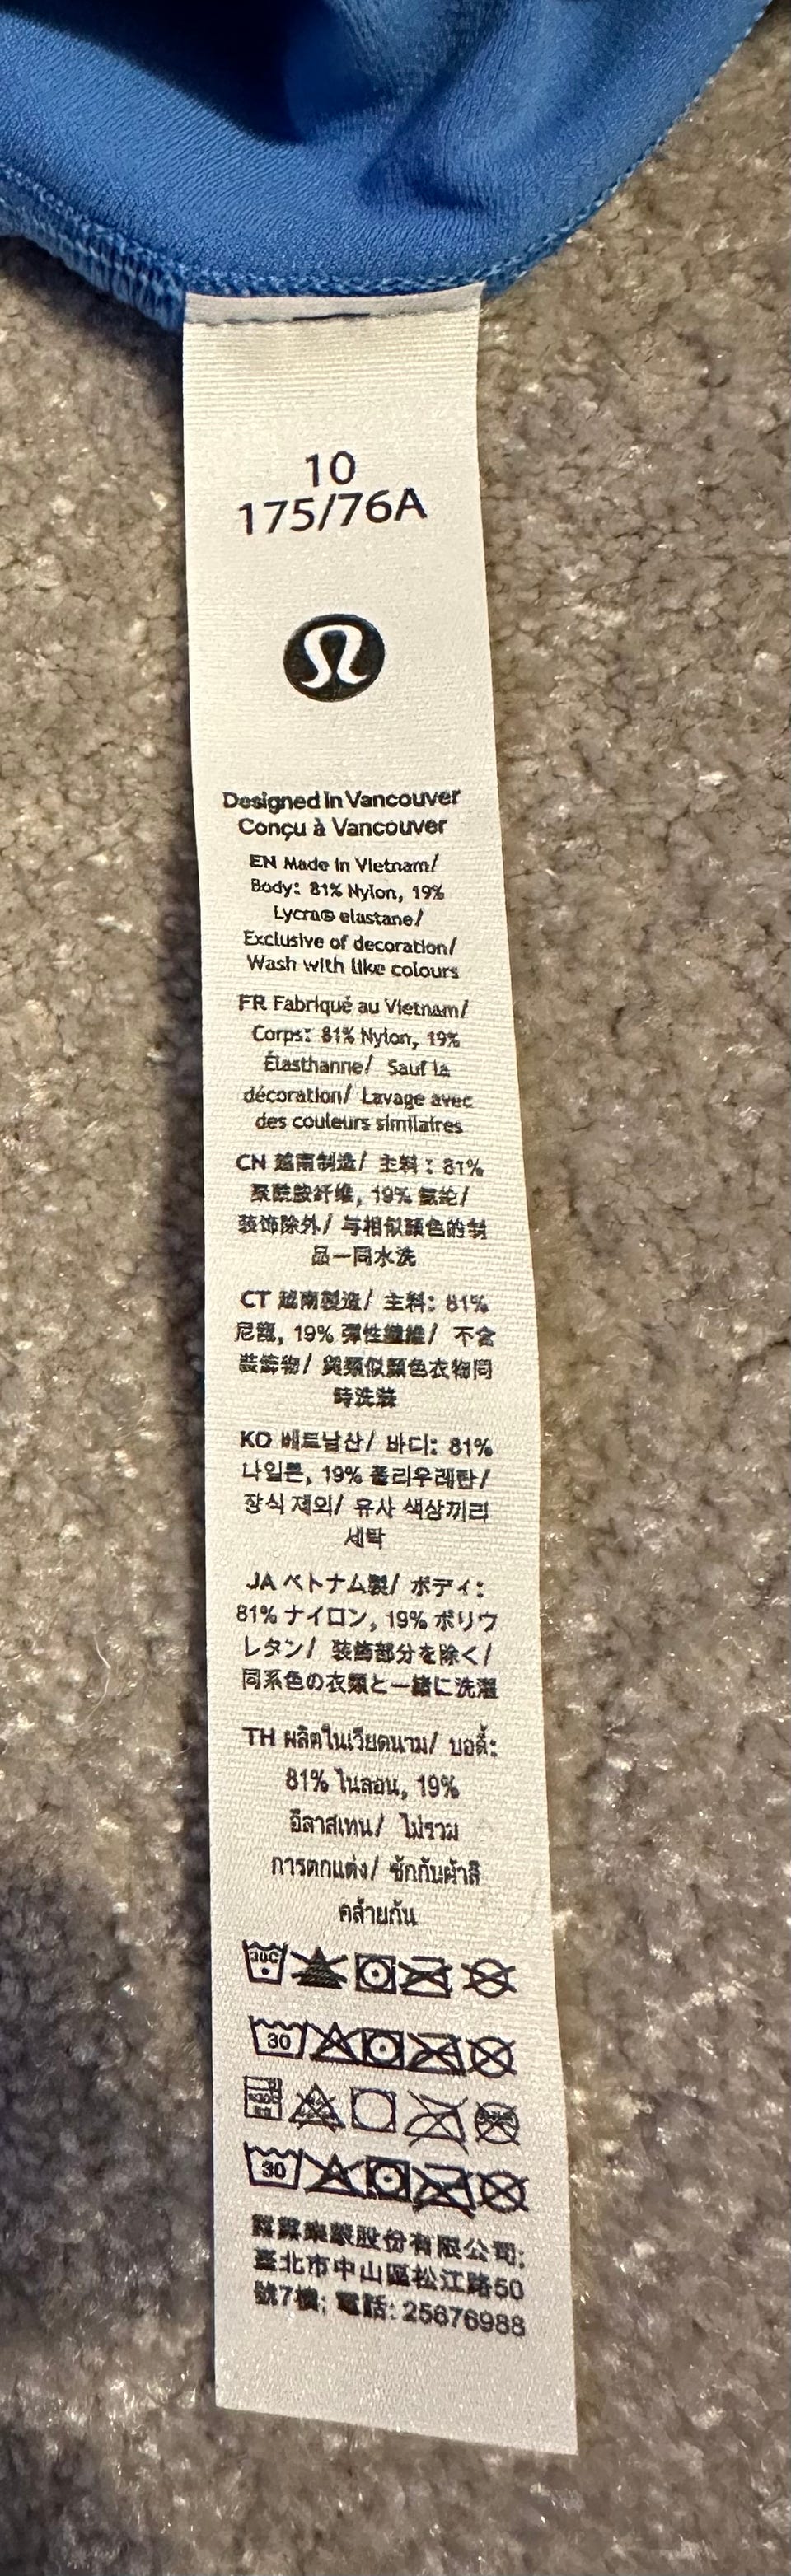 10
175/76A
Designed in Vancouver
Conçu à Vancouver
EN Made in Vietnam/
Body: 81% Nylon, 19%
Lycra® elastane/
Exclusive of decoration/
Wash with like colours
FR Fabriqué au Vietnam/
Corps: 81% Nylon, 19%
Élasthanne/ Sauf la
décoration/ Lavage avec
des couleurs similaires
CN 越南制造/ 主料：81%
聚酰胺纤维, 19% 氨纶/
装饰除外/ 与相似颜色的制
品一同水洗
CT 越南製造/ 主料: 81%
尼龍, 19% 彈性纖維/ 不含
裝飾物/ 與類似顏色衣物同
時洗滌
KO 베트남산/ 바디: 81%
나일론, 19% 폴리우레탄/
장식 제외/ 유사 색상끼리
세탁
JA ベトナム製/ ボディ:
81% ナイロン, 19% ポリウ
レタン/ 装飾部分を除く/
同系色の衣類と一緒に洗濯
TH ผลิตในเวียดนาม/ บอดี้:
81% ไนลอน, 19%
อีลาสเทน/ ไม่รวม
การตกแต่ง/ ซักกับผ้าสี
คล้ายกัน
30C
30
30
股份有限公司:
臺北市中山區松江路50
號7樓; 電話: 25676988